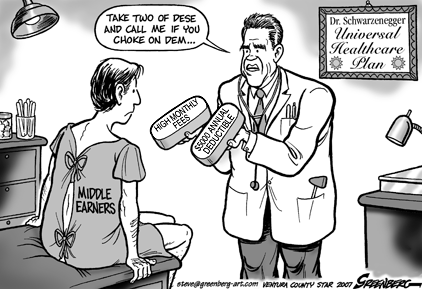 TAKE TWO OF DESE
AND CALL ME IF YOU
CHOKE ON DEM...
Dr. Schwarzenegger
Universal
Healthcare
Plan
HIGH MONTHLY
FEES
$5000 ANNUAL
DEDUCTIBLE
MIDDLE
EARNERS
steve@greenberg-art.com VENTURA COUNTY STAR 2007 GREENBERG